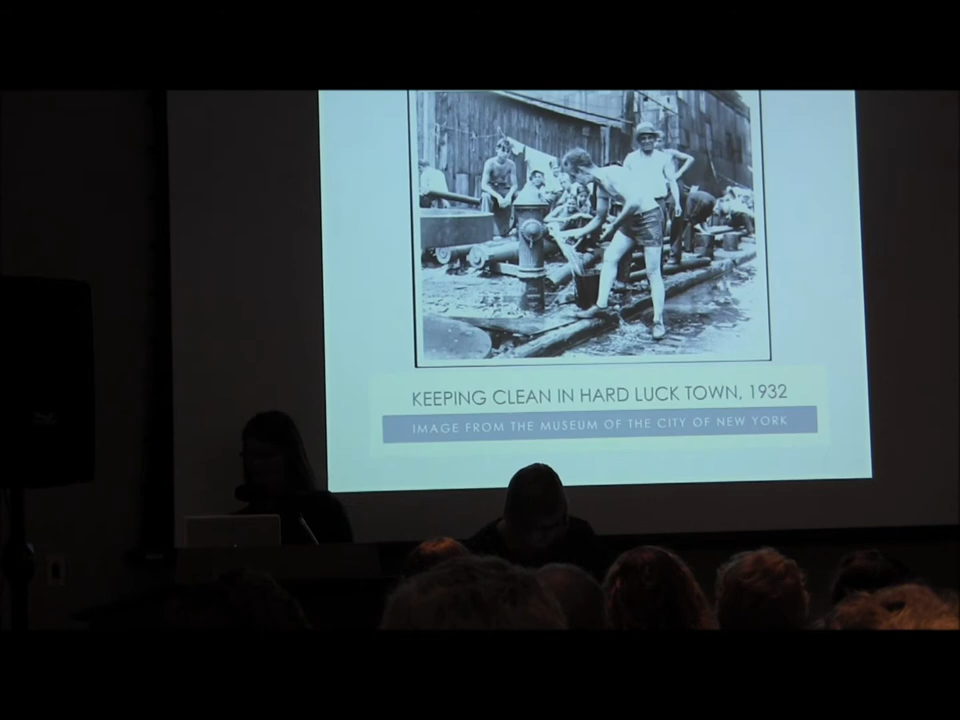 KEEPING CLEAN IN HARD LUCK TOWN, 1932
IMAGE FROM THE MUSEUM OF THE CITY OF NEW YORK